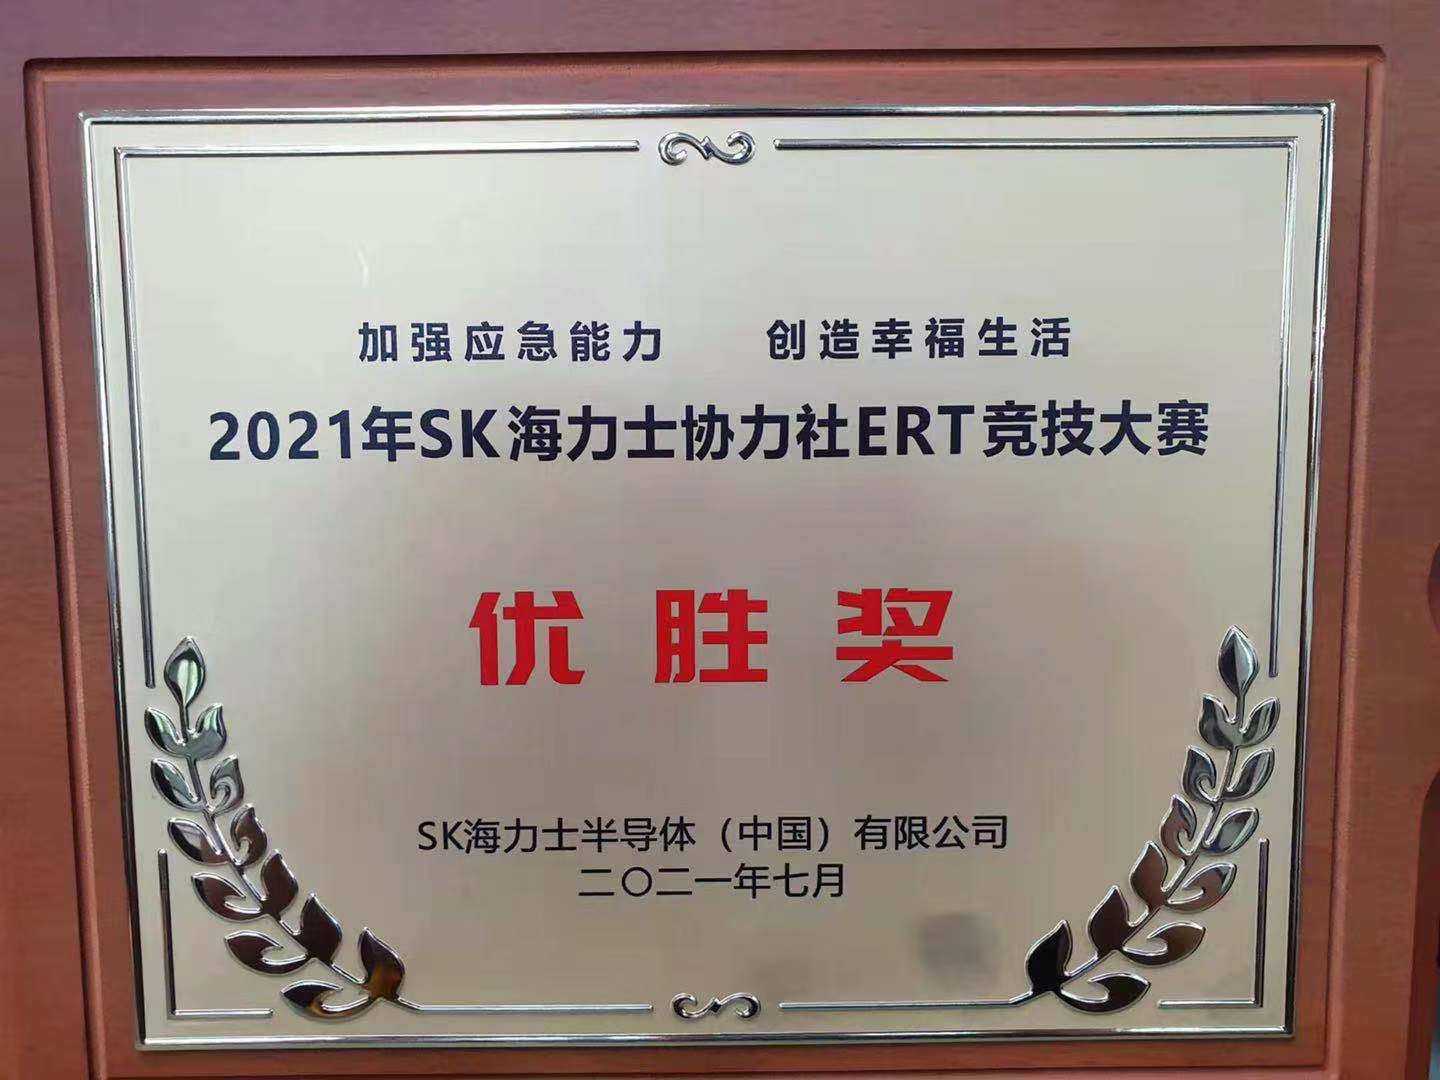 加强应急能力 创造幸福生活
2021年SK海力士协力社ERT竞技大赛
优胜奖
SK海力士半导体（中国）有限公司
二〇二一年七月